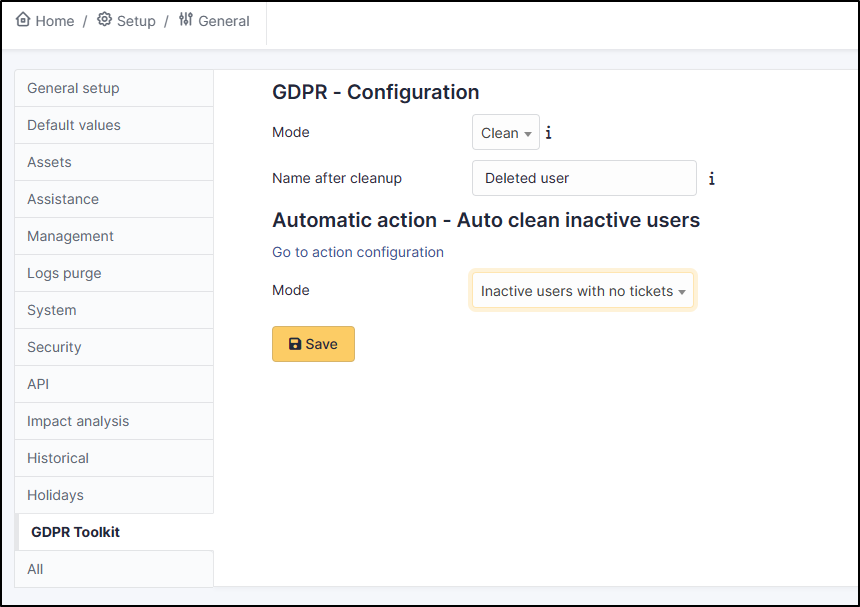 Home / Setup / General
General setup
Default values
Assets
Assistance
Management
Logs purge
System
Security
API
Impact analysis
Historical
Holidays
GDPR Toolkit
All
GDPR - Configuration
Mode Clean i
Name after cleanup Deleted user i
Automatic action - Auto clean inactive users
Go to action configuration
Mode Inactive users with no tickets
Save